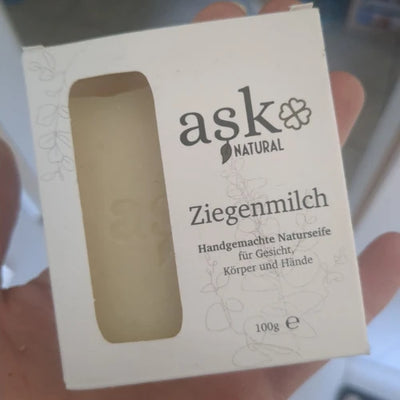 aşk
NATURAL
Ziegenmilch
Handgemachte Naturseife
für Gesicht,
Körper und Hände
100g ℮